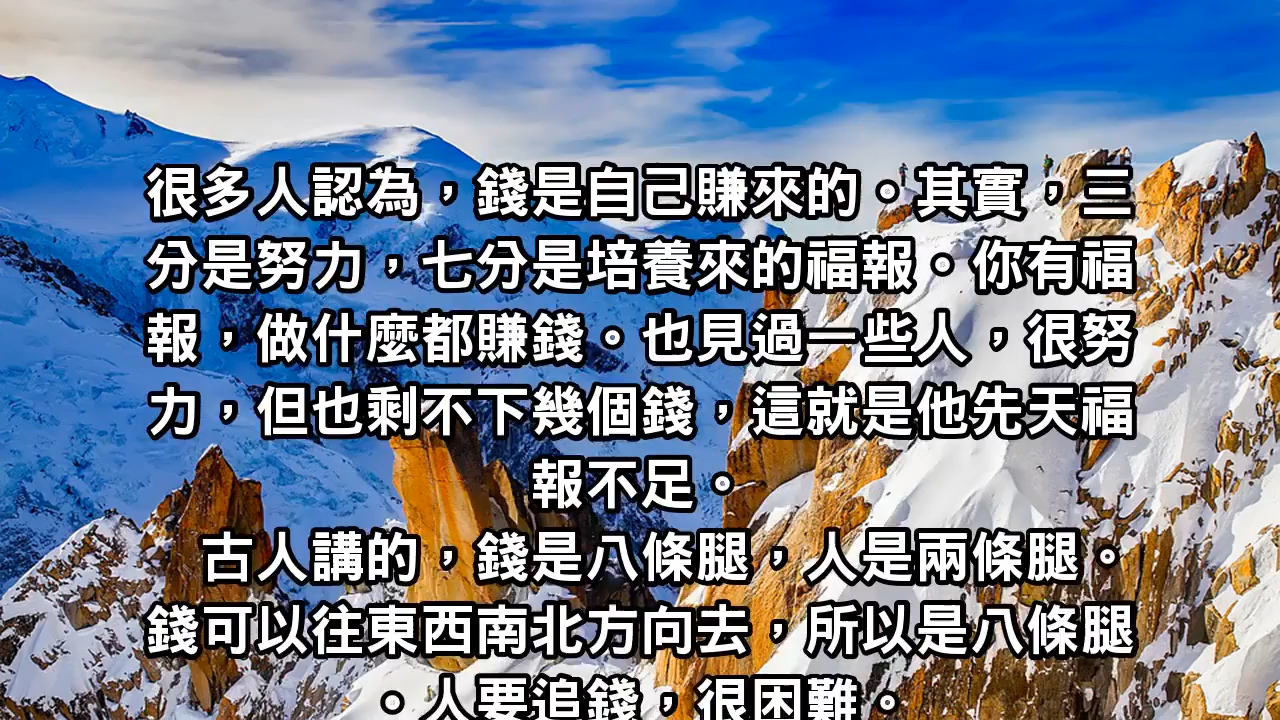 很多人認為，錢是自己賺來的。其實，三
分是努力，七分是培養來的福報。你有福
報，做什麼都賺錢。也見過一些人，很努
力，但也剩不下幾個錢，這就是他先天福
報不足。
古人講的，錢是八條腿，人是兩條腿。
錢可以往東西南北方向去，所以是八條腿
。人要追錢，很困難。